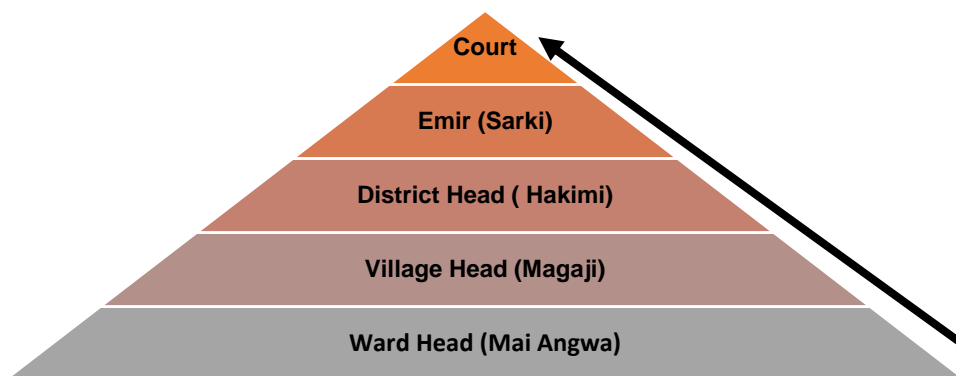 Court
Emir (Sarki)
District Head ( Hakimi)
Village Head (Magaji)
Ward Head (Mai Angwa)